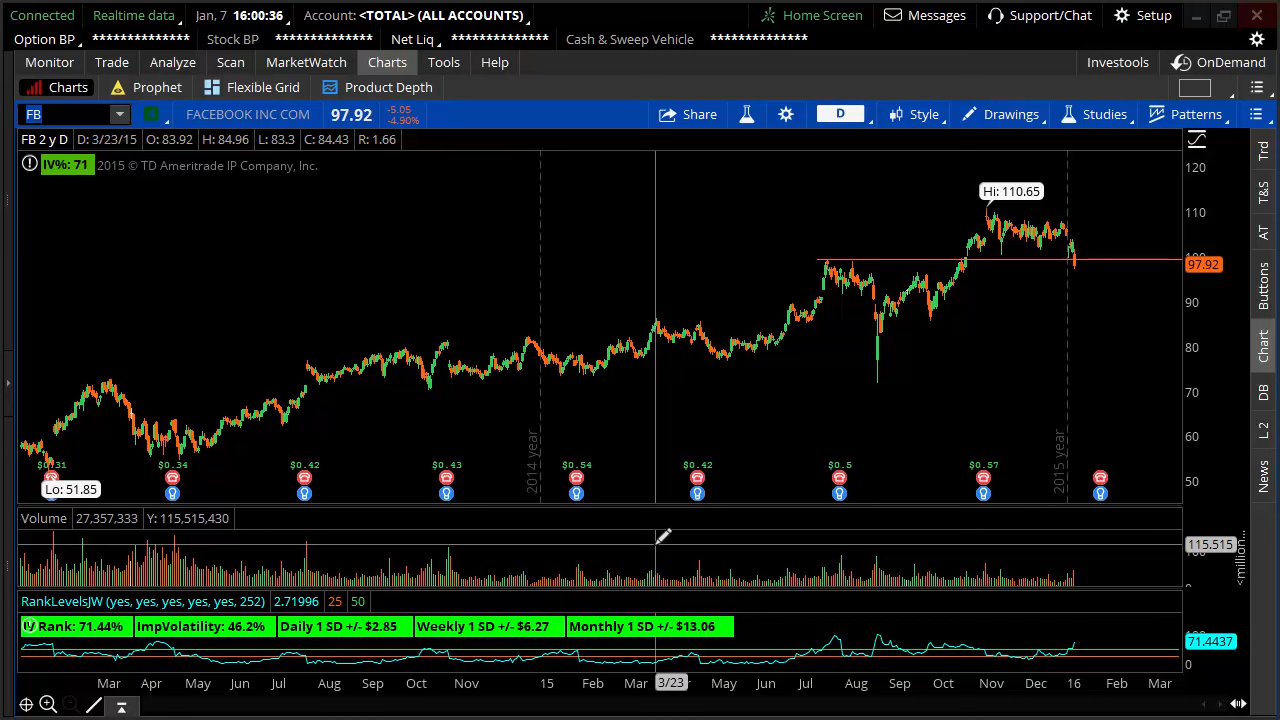 Connected Realtime data Jan, 7 16:00:36 Account: <TOTAL> (ALL ACCOUNTS) Home Screen Messages Support/Chat Setup
Option BP ************** Stock BP ************** Net Liq ************** Cash & Sweep Vehicle **************
Monitor Trade Analyze Scan MarketWatch Charts Tools Help Investools OnDemand
Charts Prophet Flexible Grid Product Depth
FB FACEBOOK INC COM 97.92 -5.05 -4.90% Share D Style Drawings Studies Patterns
FB 2 y D D: 3/23/15 O: 83.92 H: 84.96 L: 83.3 C: 84.43 R: 1.66
IV%: 71 2015 © TD Ameritrade IP Company, Inc.
120
Hi: 110.65
110
97.92
90
80
70
60
50
2014 year
2015 year
$0.31 $0.34 $0.42 $0.43 $0.54 $0.42 $0.5 $0.57
Lo: 51.85
Volume 27,357,333 Y: 115,515,430
115.515
<million...
RankLevelsJW (yes, yes, yes, yes, yes, 252) 2.71996 25 50
IV Rank: 71.44% ImpVolatility: 46.2% Daily 1 SD +/- $2.85 Weekly 1 SD +/- $6.27 Monthly 1 SD +/- $13.06
71.4437
0
Mar Apr May Jun Jul Aug Sep Oct Nov 15 Feb Mar 3/23 May Jun Jul Aug Sep Oct Nov Dec 16 Feb Mar
Trd
T&S
AT
Buttons
Chart
DB
L 2
News